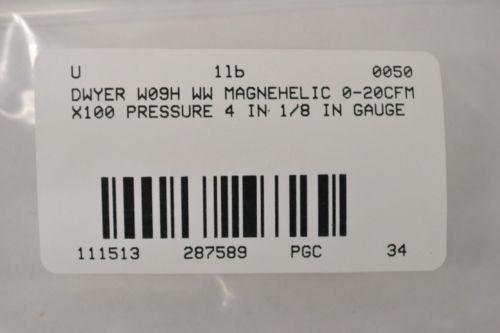 U 1lb 0050
DWYER W09H WW MAGNEHELIC 0-20CFM
X100 PRESSURE 4 IN 1/8 IN GAUGE
111513 287589 PGC 34